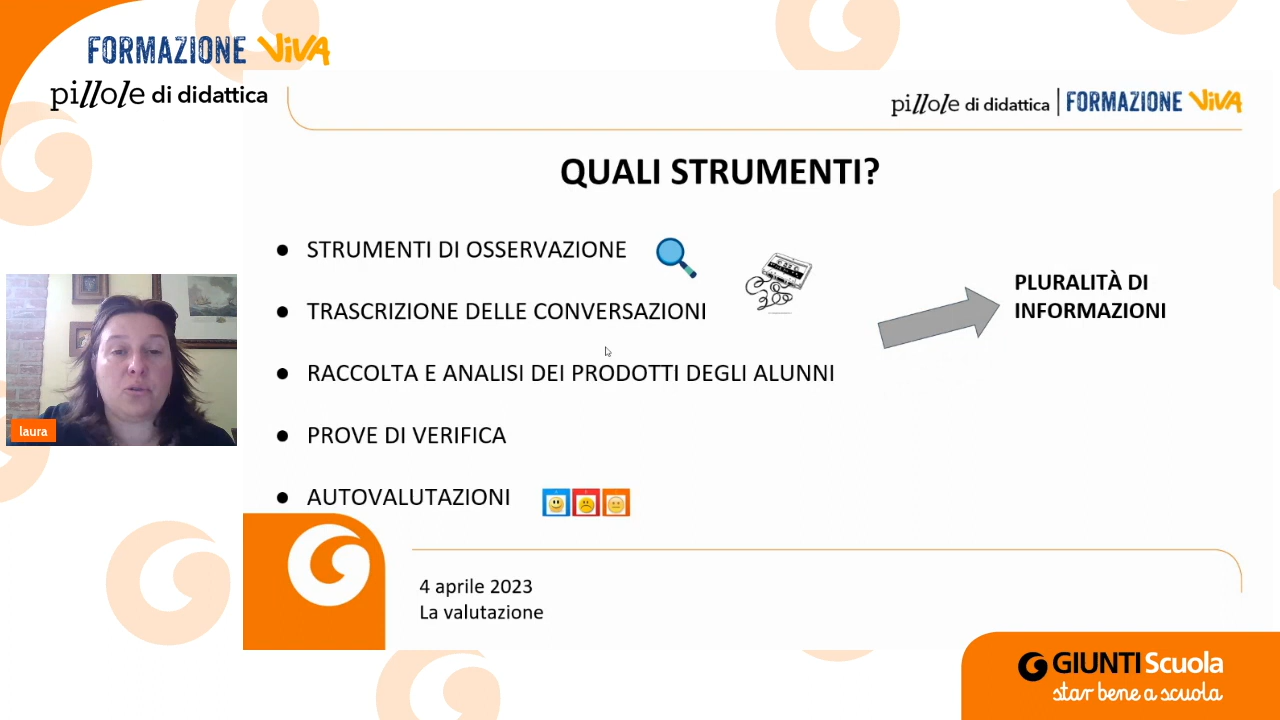 FORMAZIONE VIVA
pillole di didattica
pillole di didattica | FORMAZIONE VIVA
QUALI STRUMENTI?
● STRUMENTI DI OSSERVAZIONE
● TRASCRIZIONE DELLE CONVERSAZIONI
● RACCOLTA E ANALISI DEI PRODOTTI DEGLI ALUNNI
● PROVE DI VERIFICA
● AUTOVALUTAZIONI
PLURALITÀ DI
INFORMAZIONI
laura
4 aprile 2023
La valutazione
GIUNTI Scuola
star bene a scuola